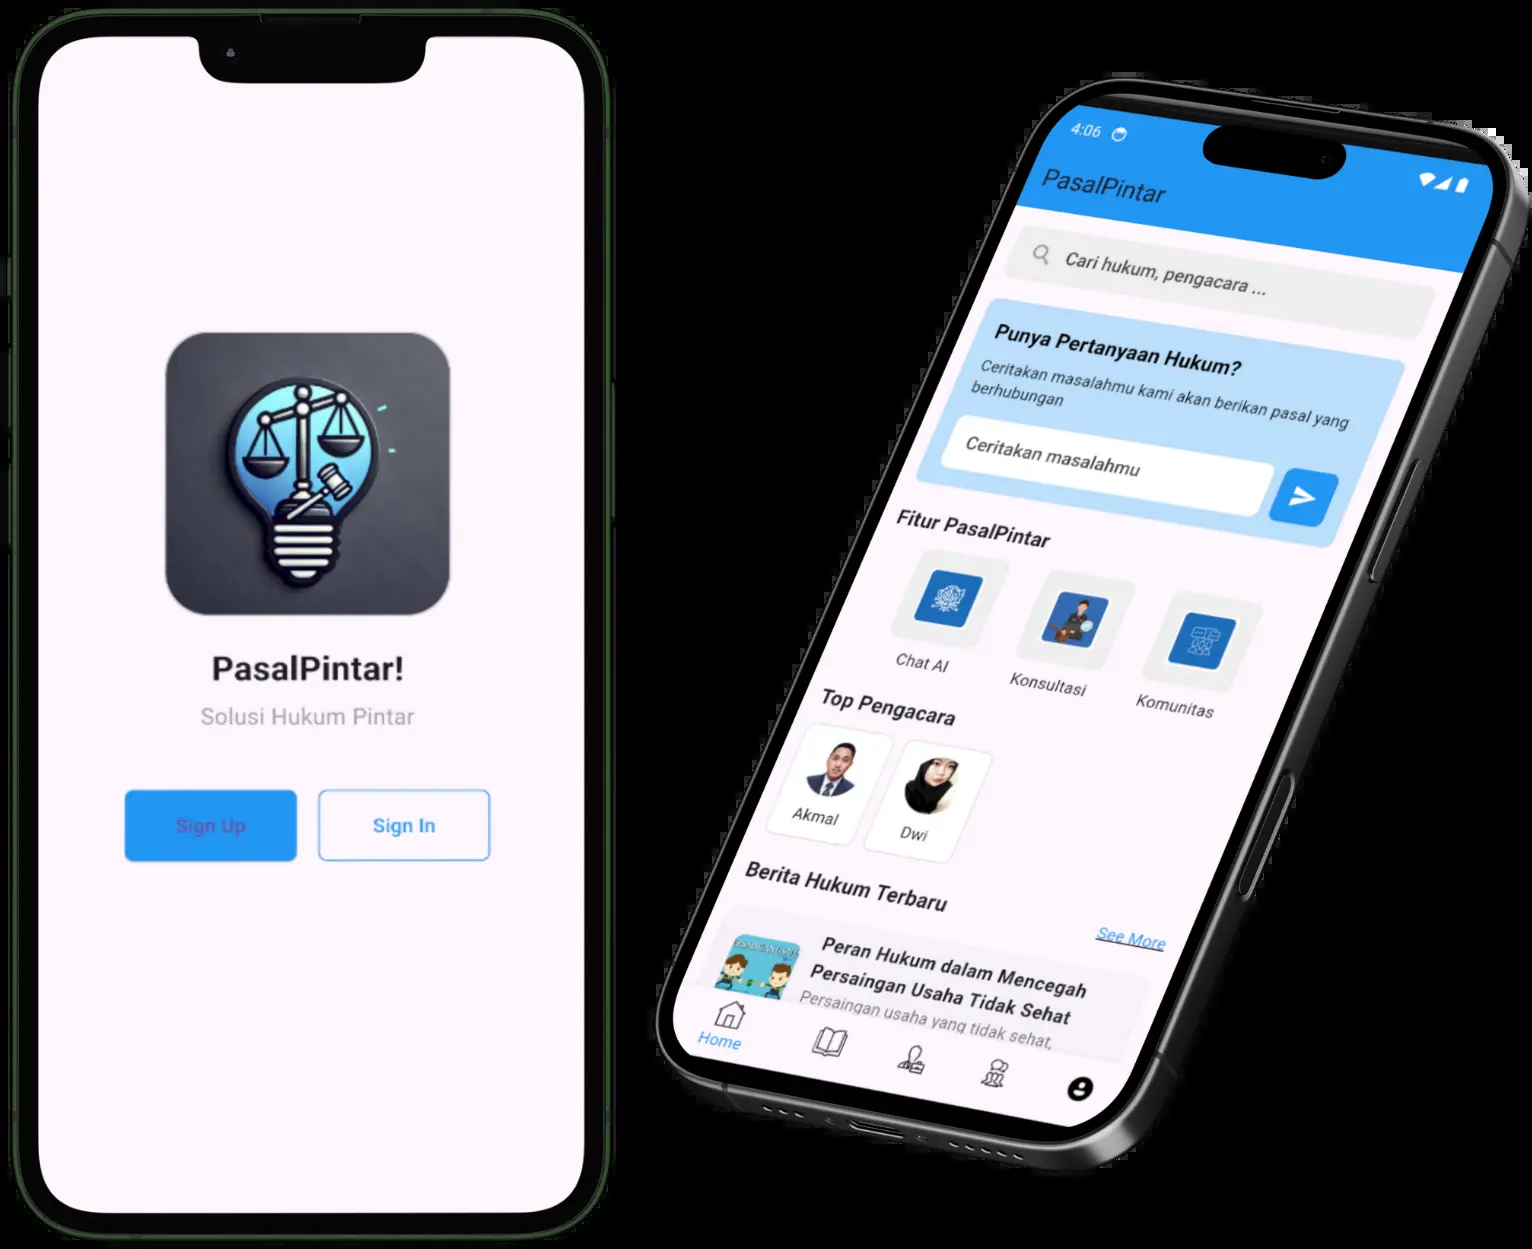 PasalPintar!
Solusi Hukum Pintar
Sign Up
Sign In
4:06
PasalPintar
Cari hukum, pengacara ...
Punya Pertanyaan Hukum?
Ceritakan masalahmu kami akan berikan pasal yang
berhubungan
Ceritakan masalahmu
Fitur PasalPintar
Chat AI
Konsultasi
Komunitas
Top Pengacara
Akmal
Dwi
Berita Hukum Terbaru
See More
Peran Hukum dalam Mencegah
Persaingan Usaha Tidak Sehat
Persaingan usaha yang tidak sehat,
Home